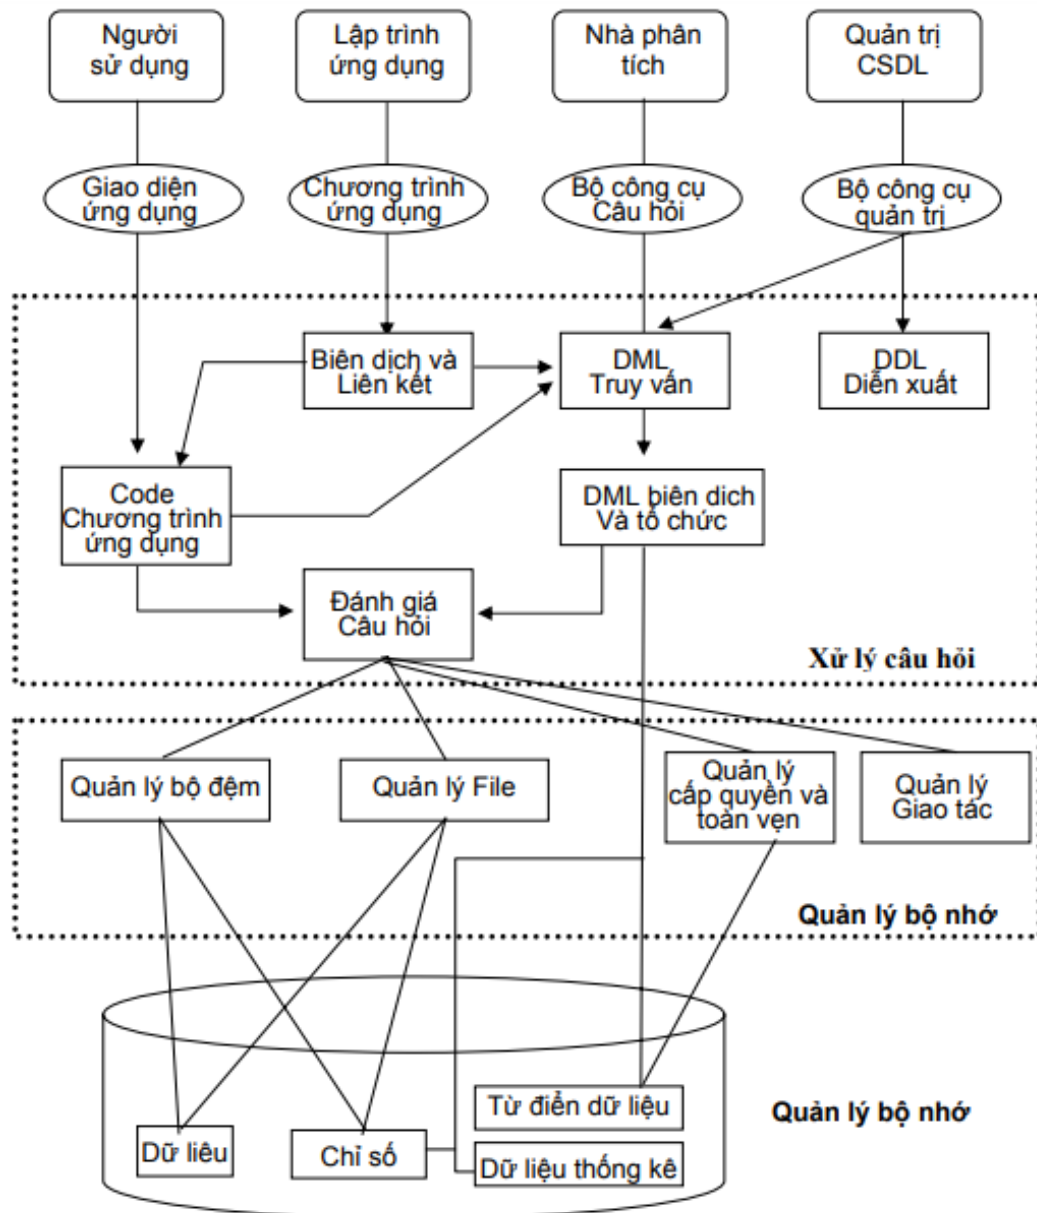 Người
sử dụng
Lập trình
ứng dụng
Nhà phân
tích
Quản trị
CSDL
Giao diện
ứng dụng
Chương trình
ứng dụng
Bộ công cụ
Câu hỏi
Bộ công cụ
quản trị
Biên dịch và
Liên kết
DML
Truy vấn
DDL
Diễn xuất
Code
Chương trình
ứng dụng
DML biên dich
Và tổ chức
Đánh giá
Câu hỏi
Xử lý câu hỏi
Quản lý bộ đệm
Quản lý File
Quản lý
cấp quyền và
toàn vẹn
Quản lý
Giao tác
Quản lý bộ nhớ
Từ điển dữ liệu
Quản lý bộ nhớ
Dữ liêu
Chỉ số
Dữ liệu thống kê